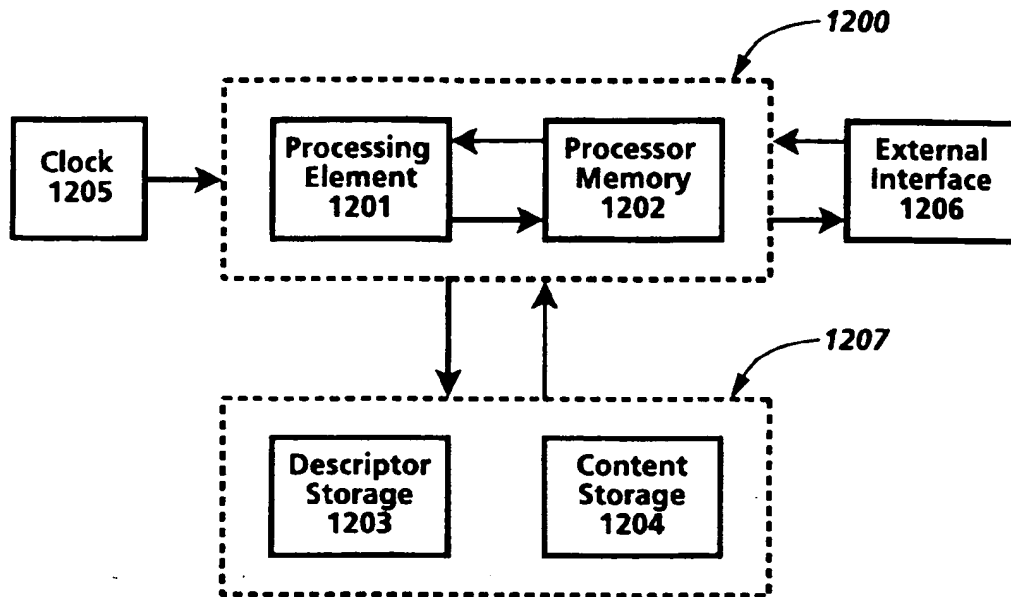 1200
Clock
1205
Processing
Element
1201
Processor
Memory
1202
External
Interface
1206
1207
Descriptor
Storage
1203
Content
Storage
1204